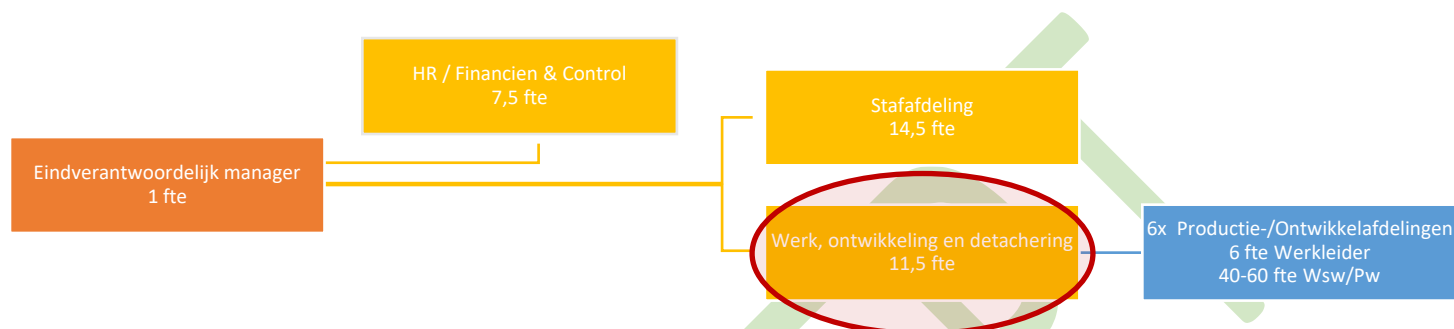 HR / Financien & Control
7,5 fte
Stafafdeling
14,5 fte
Eindverantwoordelijk manager
1 fte
Werk, ontwikkeling en detachering
11,5 fte
6x Productie-/Ontwikkelafdelingen
6 fte Werkleider
40-60 fte Wsw/Pw